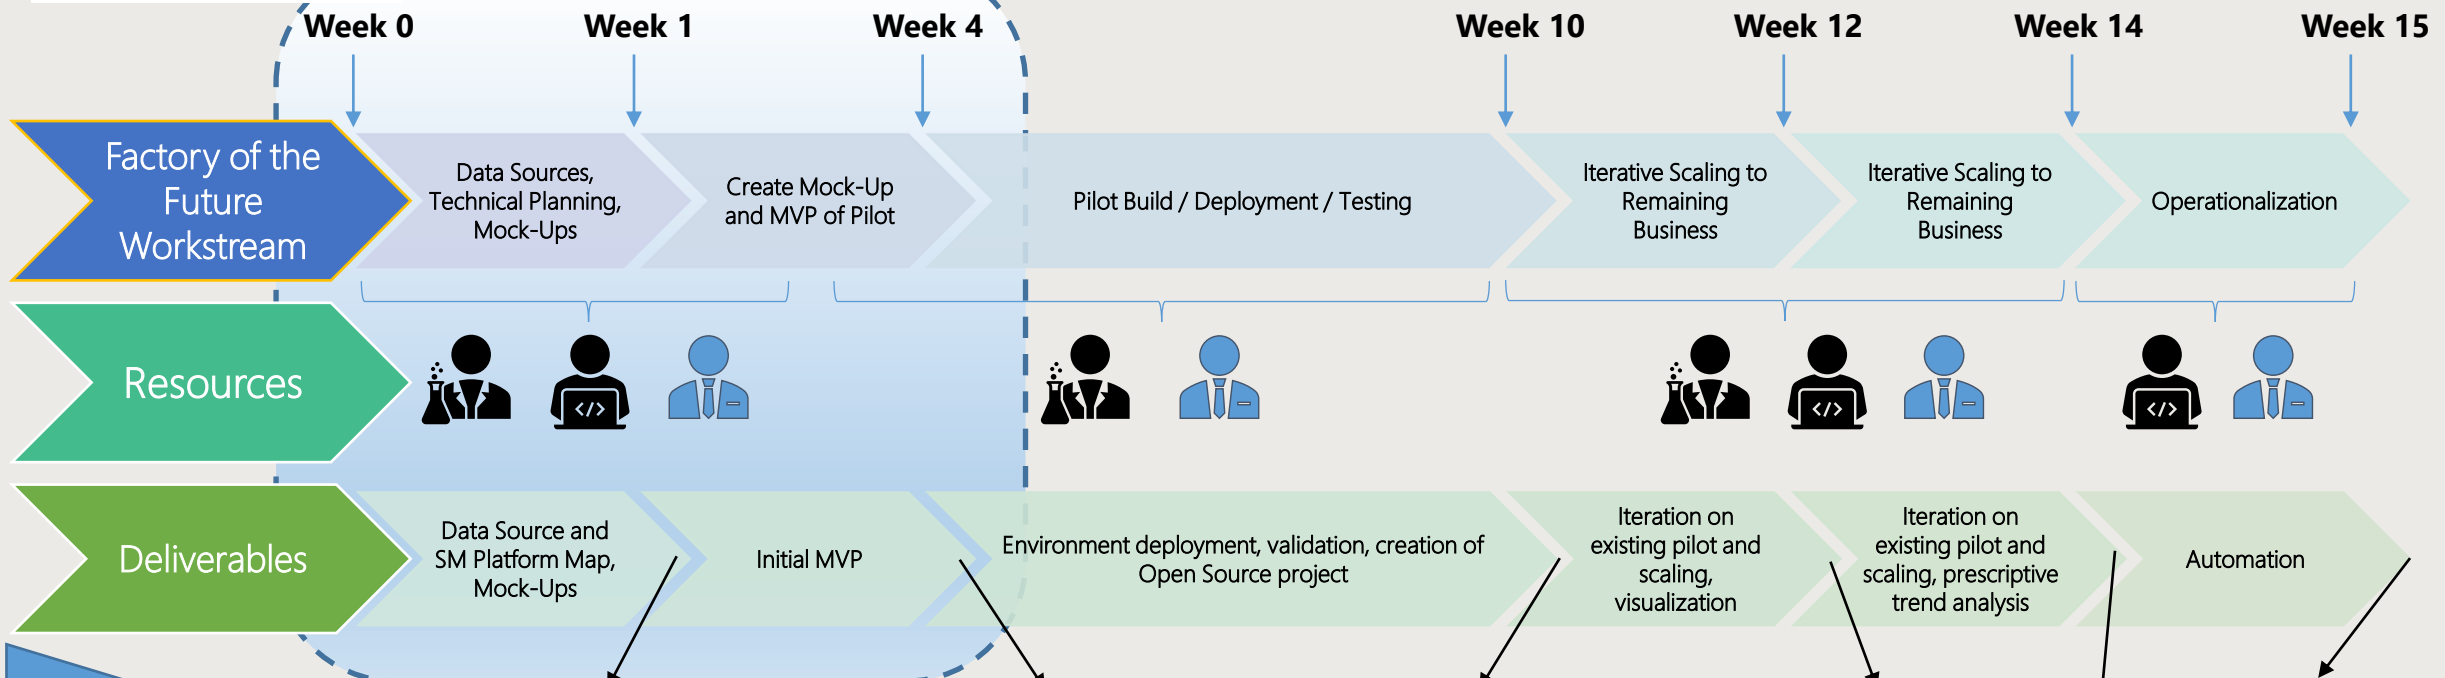 Week 0
Week 1
Week 4
Week 10
Week 12
Week 14
Week 15
Factory of the
Future
Workstream
Data Sources,
Technical Planning,
Mock-Ups
Create Mock-Up
and MVP of Pilot
Pilot Build / Deployment / Testing
Iterative Scaling to
Remaining
Business
Iterative Scaling to
Remaining
Business
Operationalization
Resources
</>
</>
</>
Deliverables
Data Source and
SM Platform Map,
Mock-Ups
Initial MVP
Environment deployment, validation, creation of
Open Source project
Iteration on
existing pilot and
scaling,
visualization
Iteration on
existing pilot and
scaling, prescriptive
trend analysis
Automation